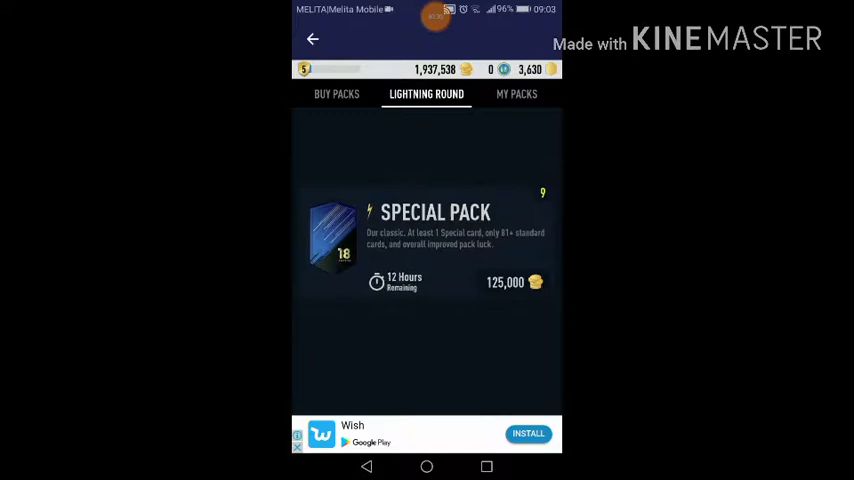 MELITA|Melita Mobile 96% 09:03
Made with KINEMASTER
5 1,937,538 0 3,630
BUY PACKS LIGHTNING ROUND MY PACKS
9
SPECIAL PACK
Our classic. At least 1 Special card, only 81+ standard
cards, and overall improved pack luck.
18
12 Hours
Remaining
125,000
Wish
Google Play
INSTALL